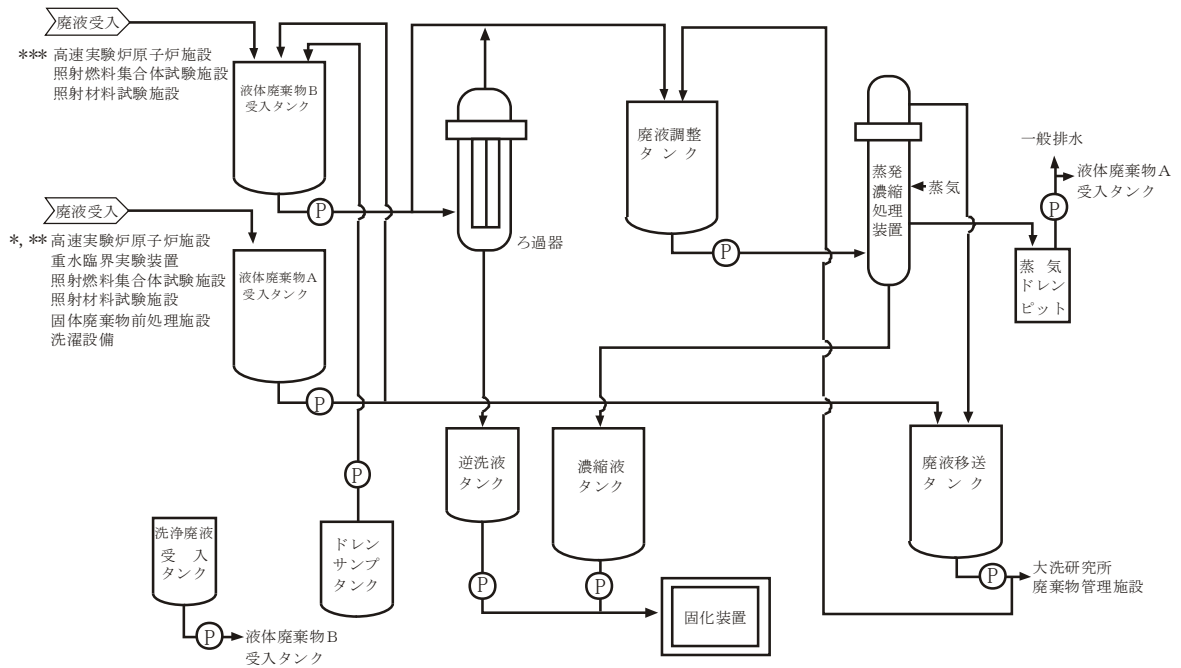 廃液受入
*** 高速実験炉原子炉施設
照射燃料集合体試験施設
照射材料試験施設
液体廃棄物B
受入タンク
P
廃液受入
*, ** 高速実験炉原子炉施設
重水臨界実験装置
照射燃料集合体試験施設
照射材料試験施設
固体廃棄物前処理施設
洗濯設備
液体廃棄物A
受入タンク
P
ろ過器
廃液調整
タンク
P
蒸発
濃縮
処理
装置
蒸気
一般排水
液体廃棄物A
受入タンク
P
蒸気
ドレン
ピット
P
ドレン
サンプ
タンク
洗浄廃液
受入
タンク
P
液体廃棄物B
受入タンク
逆洗液
タンク
P
濃縮液
タンク
P
固化装置
廃液移送
タンク
P
大洗研究所
廃棄物管理施設